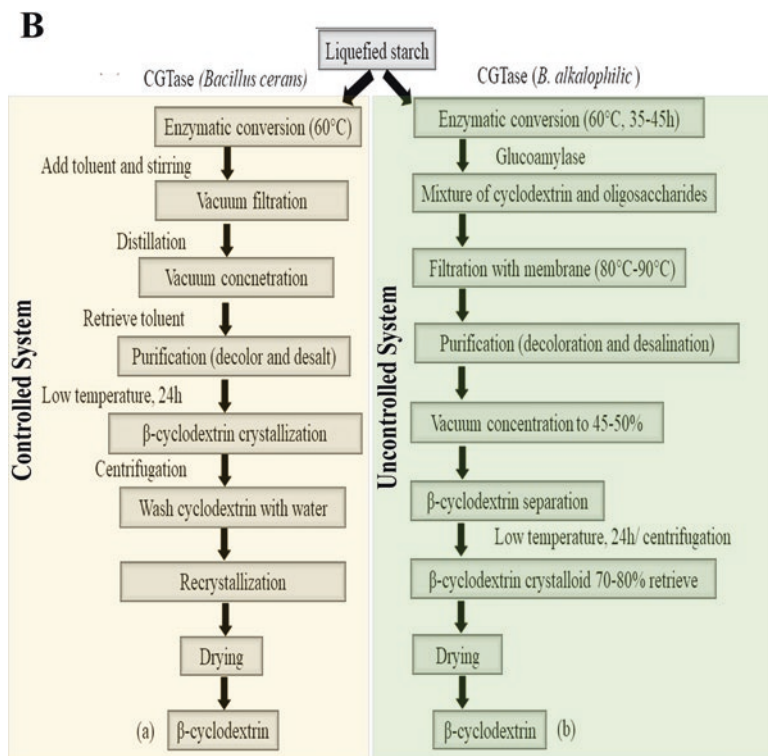 B
Liquefied starch
CGTase (Bacillus cerans)
CGTase (B. alkalophilic)
Controlled System
Enzymatic conversion (60°C)
Add toluent and stirring
Vacuum filtration
Distillation
Vacuum concnetration
Retrieve toluent
Purification (decolor and desalt)
Low temperature, 24h
β-cyclodextrin crystallization
Centrifugation
Wash cyclodextrin with water
Recrystallization
Drying
(a)
β-cyclodextrin
Uncontrolled System
Enzymatic conversion (60°C, 35-45h)
Glucoamylase
Mixture of cyclodextrin and oligosaccharides
Filtration with membrane (80°C-90°C)
Purification (decoloration and desalination)
Vacuum concentration to 45-50%
β-cyclodextrin separation
Low temperature, 24h/ centrifugation
β-cyclodextrin crystalloid 70-80% retrieve
Drying
β-cyclodextrin
(b)